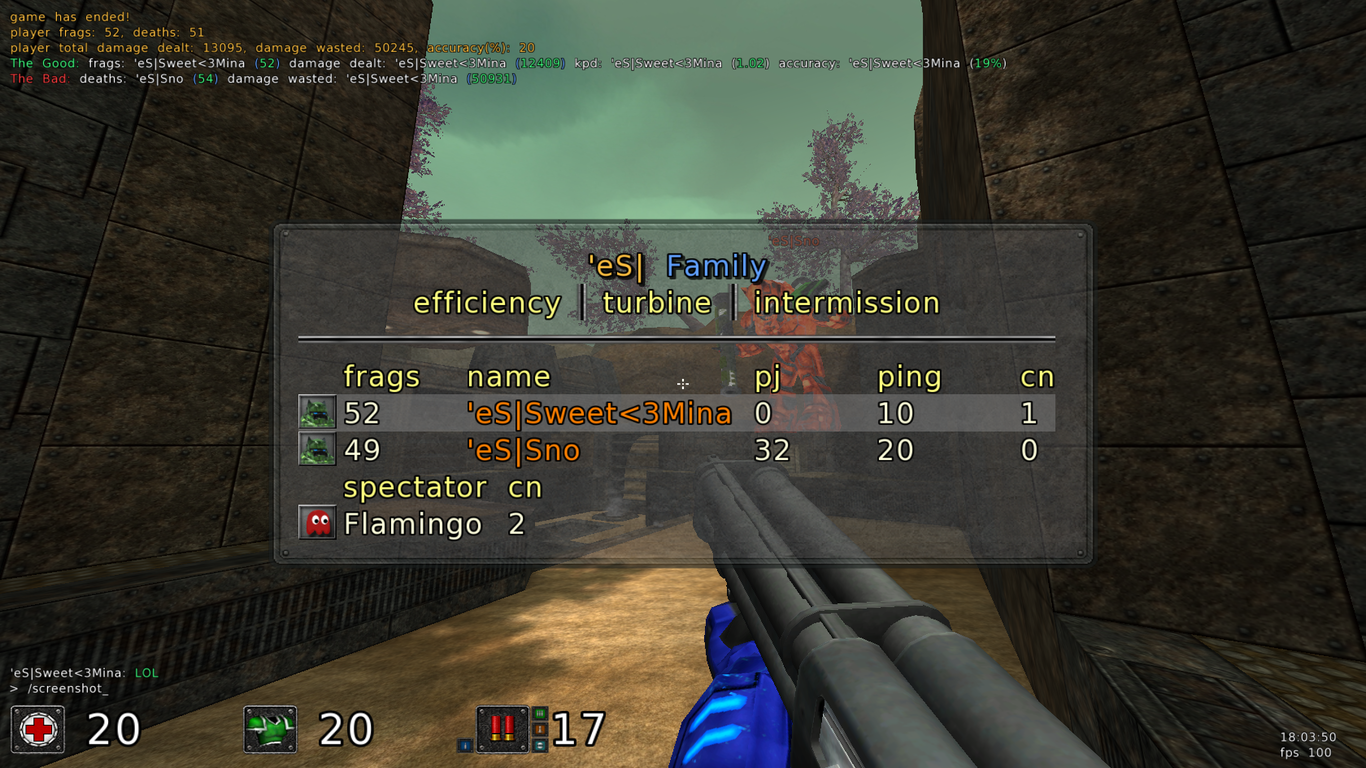 game has ended!
player frags: 52, deaths: 51
player total damage dealt: 13095, damage wasted: 50245, accuracy(%): 20
The Good: frags: 'eS|Sweet<3Mina (52) damage dealt: 'eS|Sweet<3Mina (12409) kpd: 'eS|Sweet<3Mina (1.02) accuracy: 'eS|Sweet<3Mina (19%)
The Bad: deaths: 'eS|Sno (54) damage wasted: 'eS|Sweet<3Mina (50931)
'eS|Sno
'eS| Family
efficiency | turbine | intermission
frags name pj ping cn
52 'eS|Sweet<3Mina 0 10 1
49 'eS|Sno 32 20 0
spectator cn
Flamingo 2
'eS|Sweet<3Mina: LOL
> /screenshot_
20 20 17
18:03:50
fps 100